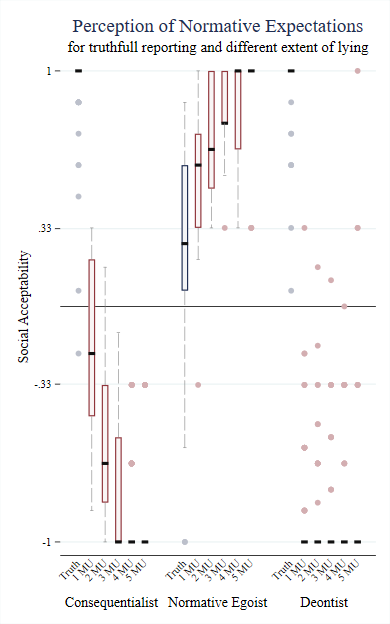 Perception of Normative Expectations
for truthfull reporting and different extent of lying
Social Acceptability
1
.33
-.33
-1
Truth
1 MU
2 MU
3 MU
4 MU
5 MU
Truth
1 MU
2 MU
3 MU
4 MU
5 MU
Truth
1 MU
2 MU
3 MU
4 MU
5 MU
Consequentialist Normative Egoist Deontist